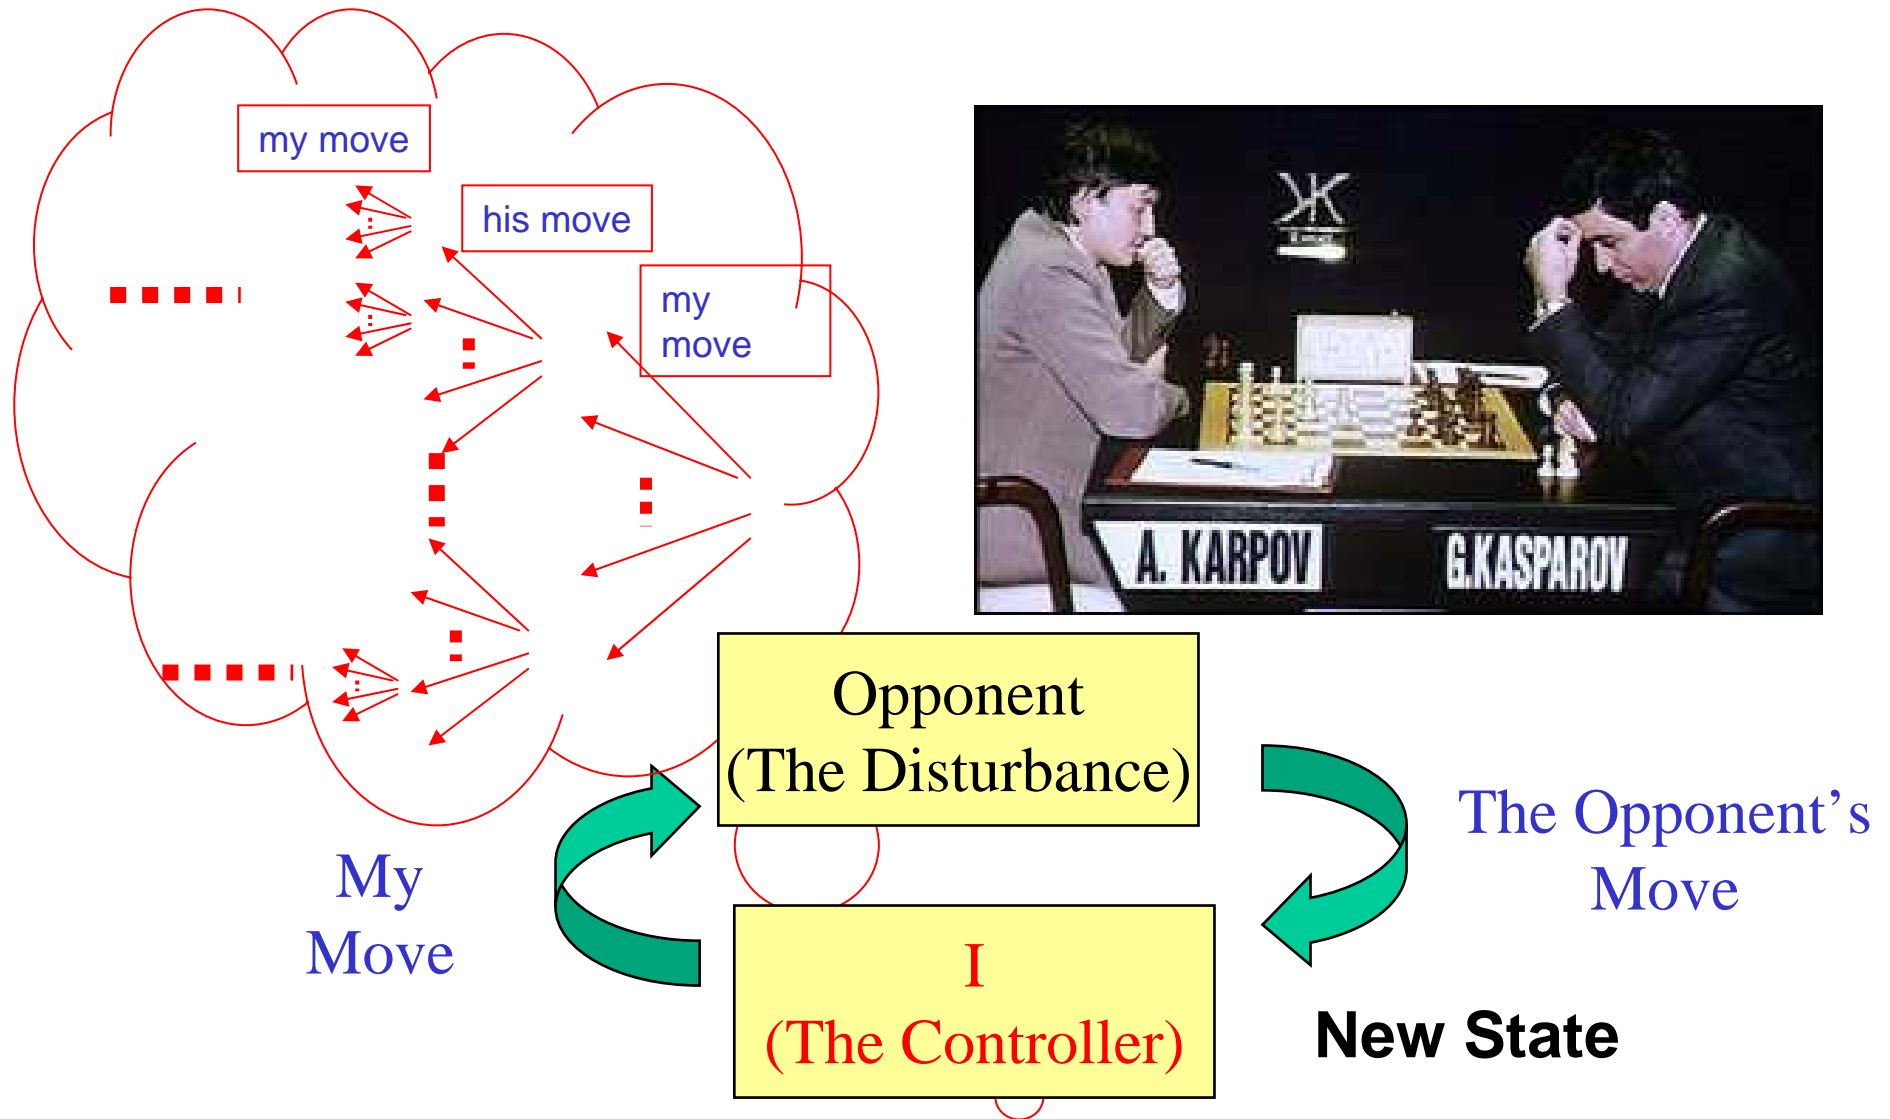 my move
his move
my
move
A. KARPOV
G.KASPAROV
Opponent
(The Disturbance)
The Opponent’s
Move
My
Move
I
(The Controller)
New State